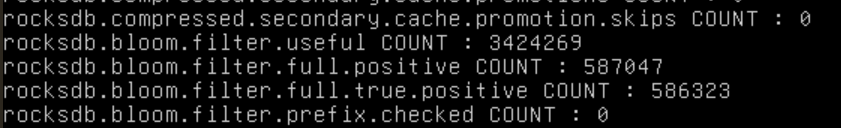 rocksdb.compressed.secondary.cache.promotion.skips COUNT : 0
rocksdb.bloom.filter.useful COUNT : 3424269
rocksdb.bloom.filter.full.positive COUNT : 587047
rocksdb.bloom.filter.full.true.positive COUNT : 586323
rocksdb.bloom.filter.prefix.checked COUNT : 0